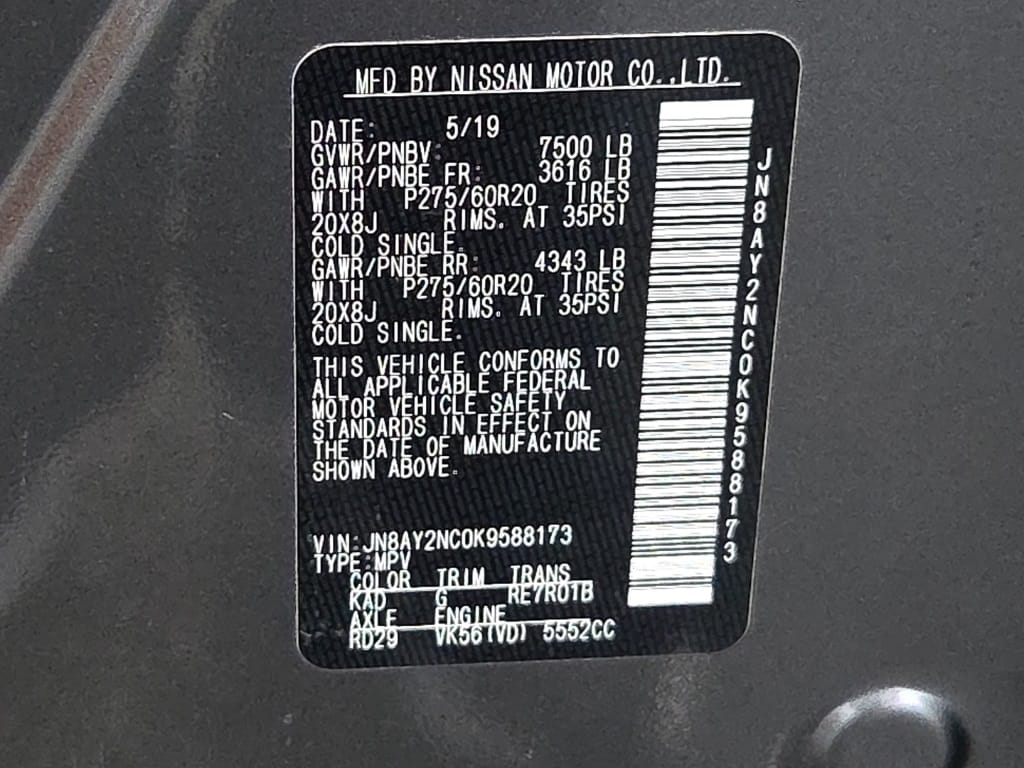 MFD BY NISSAN MOTOR CO.,LTD.
DATE: 5/19
GVWR/PNBV: 7500 LB
GAWR/PNBE FR: 3616 LB
WITH P275/60R20 TIRES
20X8J RIMS. AT 35PSI
COLD SINGLE.
GAWR/PNBE RR: 4343 LB
WITH P275/60R20 TIRES
20X8J RIMS. AT 35PSI
COLD SINGLE.
THIS VEHICLE CONFORMS TO
ALL APPLICABLE FEDERAL
MOTOR VEHICLE SAFETY
STANDARDS IN EFFECT ON
THE DATE OF MANUFACTURE
SHOWN ABOVE.
VIN:JN8AY2NC0K9588173
TYPE:MPV
COLOR TRIM TRANS
KAD G RE7R01B
AXLE ENGINE
RD29 VK56(VD) 5552CC
JN8AY2NC0K9588173